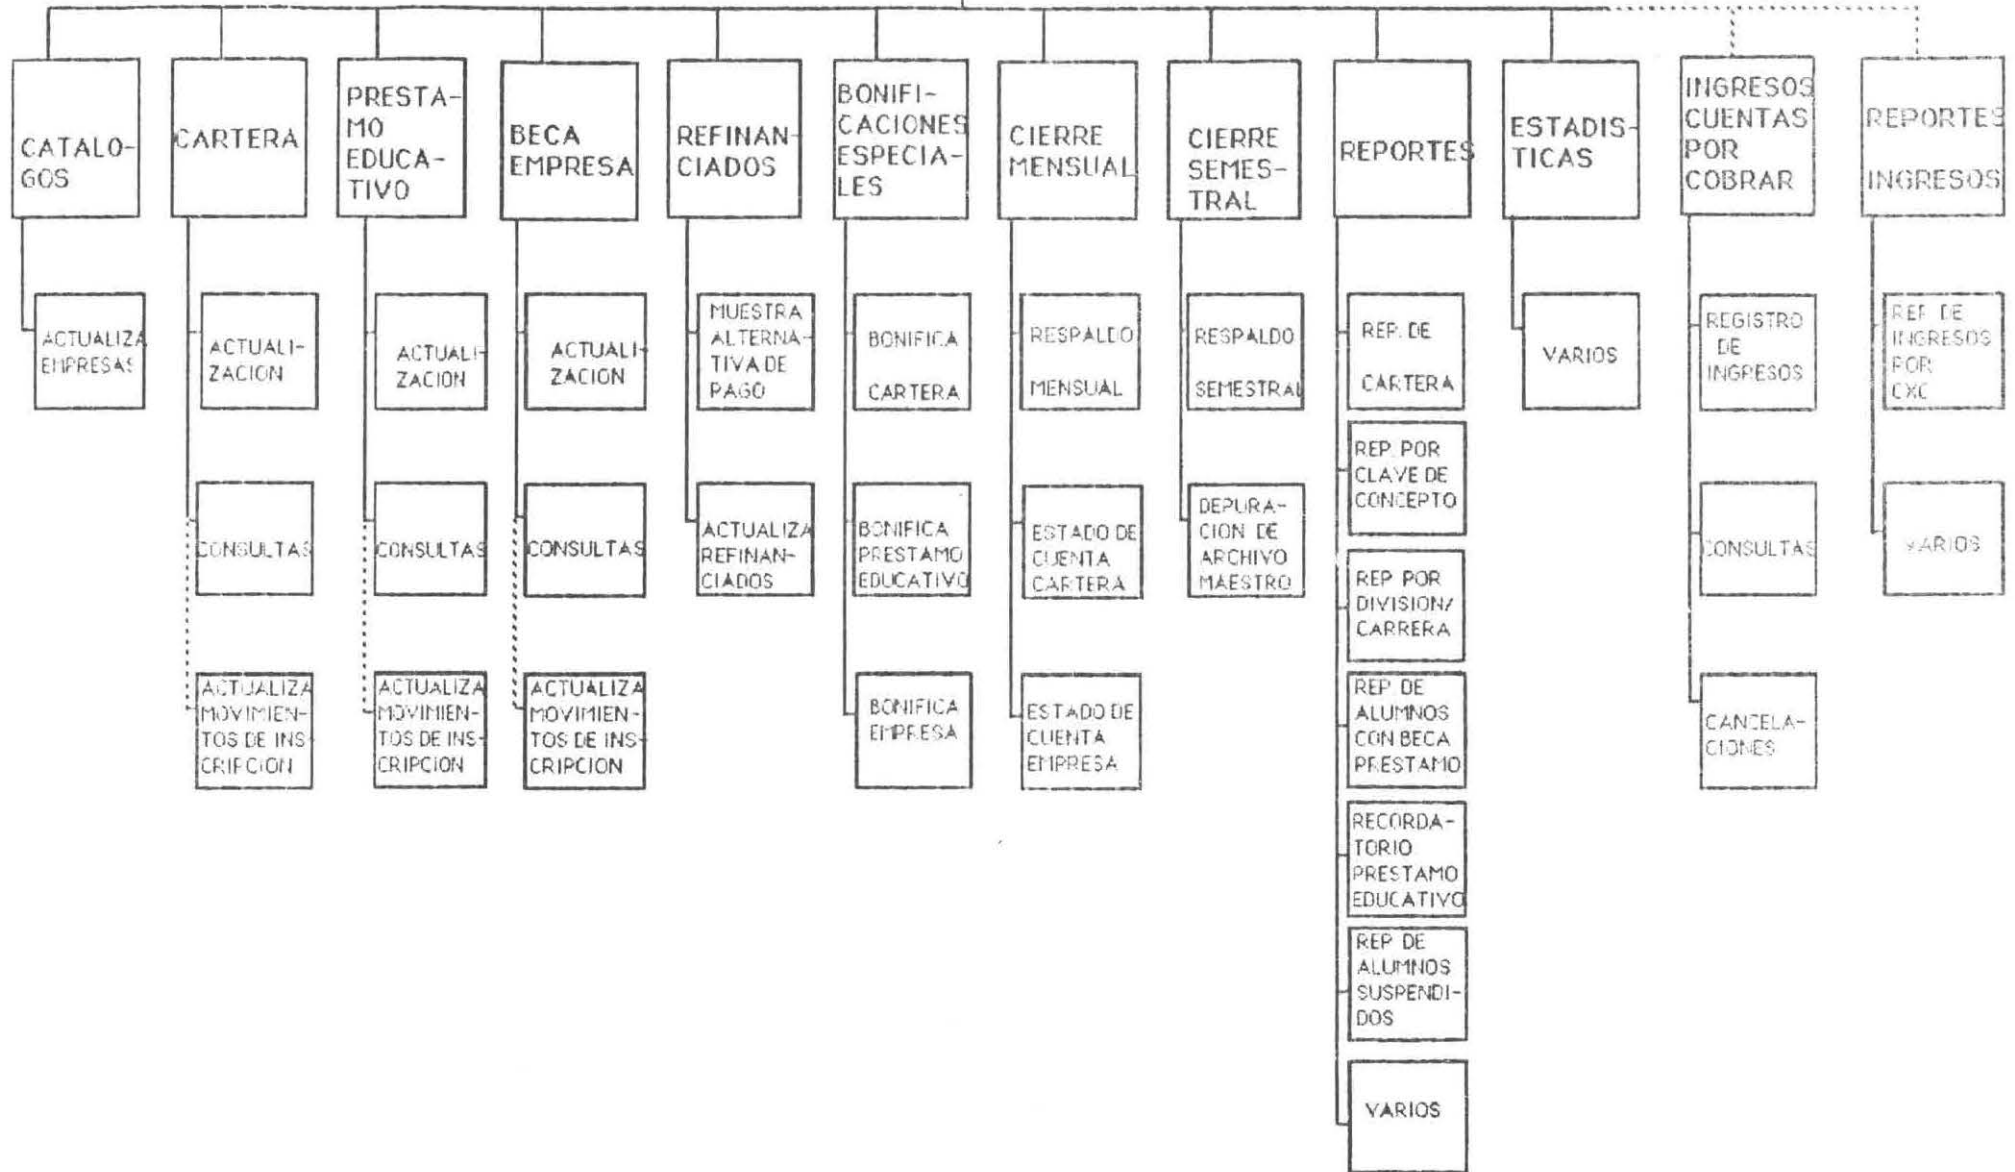 CATALO-
GOS
CARTERA
PRESTA-
MO
EDUCA-
TIVO
BECA
EMPRESA
REFINAN-
CIADOS
BONIFI-
CACIONES
ESPECIA-
LES
CIERRE
MENSUAL
CIERRE
SEMES-
TRAL
REPORTES
ESTADIS-
TICAS
INGRESOS
CUENTAS
POR
COBRAR
REPORTES
INGRESOS
ACTUALIZA
EMPRESAS
ACTUALI-
ZACION
CONSULTAS
ACTUALIZA
MOVIMIEN-
TOS DE INS-
CRIPCION
ACTUALI-
ZACION
CONSULTAS
ACTUALIZA
MOVIMIEN-
TOS DE INS-
CRIPCION
ACTUALI-
ZACION
CONSULTAS
ACTUALIZA
MOVIMIEN-
TOS DE INS-
CRIPCION
MUESTRA
ALTERNA-
TIVA DE
PAGO
ACTUALIZA
REFINAN-
CIADOS
BONIFICA
CARTERA
BONIFICA
PRESTAMO
EDUCATIVO
BONIFICA
EMPRESA
RESPALDO
MENSUAL
ESTADO DE
CUENTA
CARTERA
ESTADO DE
CUENTA
EMPRESA
RESPALDO
SEMESTRAL
DEPURA-
CION DE
ARCHIVO
MAESTRO
REP. DE
CARTERA
REP. POR
CLAVE DE
CONCEPTO
REP POR
DIVISION/
CARRERA
REP. DE
ALUMNOS
CON BECA
PRESTAMO
RECORDA-
TORIO
PRESTAMO
EDUCATIVO
REP DE
ALUMNOS
SUSPENDI-
DOS
VARIOS
VARIOS
REGISTRO
DE
INGRESOS
CONSULTAS
CANCELA-
CIONES
REP. DE
INGRESOS
POR
CXC
VARIOS